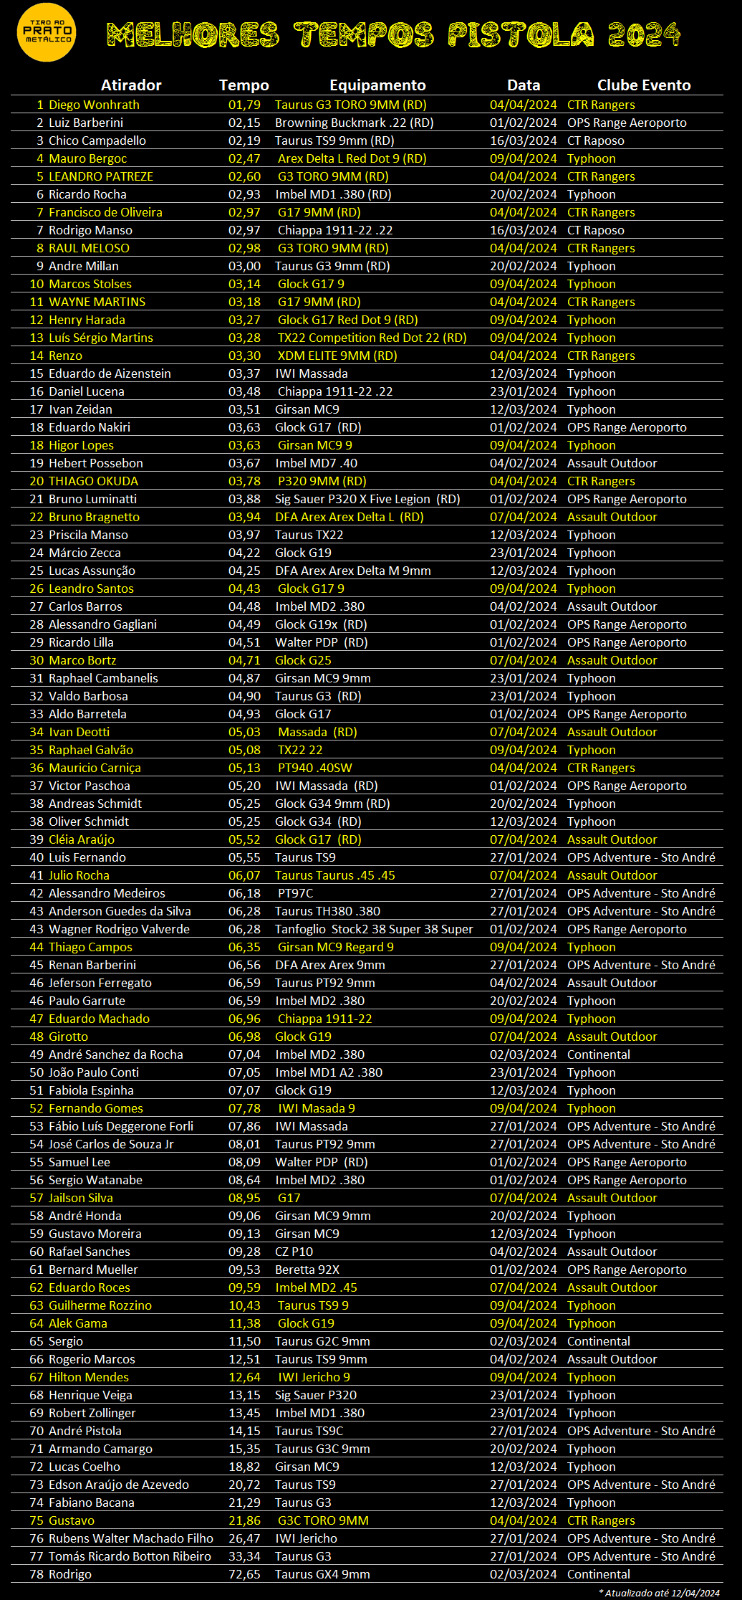 TIRO AO
PRATO
METÁLICO
MELHORES TEMPOS PISTOLA 2024
Atirador Tempo Equipamento Data Clube Evento
1 Diego Wonhrath 01,79 Taurus G3 TORO 9MM (RD) 04/04/2024 CTR Rangers
2 Luiz Barberini 02,15 Browning Buckmark .22 (RD) 01/02/2024 OPS Range Aeroporto
3 Chico Campadello 02,19 Taurus TS9 9mm (RD) 16/03/2024 CT Raposo
4 Mauro Bergoc 02,47 Arex Delta L Red Dot 9 (RD) 09/04/2024 Typhoon
5 LEANDRO PATREZE 02,60 G3 TORO 9MM (RD) 04/04/2024 CTR Rangers
6 Ricardo Rocha 02,93 Imbel MD1 .380 (RD) 20/02/2024 Typhoon
7 Francisco de Oliveira 02,97 G17 9MM (RD) 04/04/2024 CTR Rangers
7 Rodrigo Manso 02,97 Chiappa 1911-22 .22 16/03/2024 CT Raposo
8 RAUL MELOSO 02,98 G3 TORO 9MM (RD) 04/04/2024 CTR Rangers
9 Andre Millan 03,00 Taurus G3 9mm (RD) 20/02/2024 Typhoon
10 Marcos Stolses 03,14 Glock G17 9 09/04/2024 Typhoon
11 WAYNE MARTINS 03,18 G17 9MM (RD) 04/04/2024 CTR Rangers
12 Henry Harada 03,27 Glock G17 Red Dot 9 (RD) 09/04/2024 Typhoon
13 Luís Sérgio Martins 03,28 TX22 Competition Red Dot 22 (RD) 09/04/2024 Typhoon
14 Renzo 03,30 XDM ELITE 9MM (RD) 04/04/2024 CTR Rangers
15 Eduardo de Aizenstein 03,37 IWI Massada 12/03/2024 Typhoon
16 Daniel Lucena 03,48 Chiappa 1911-22 .22 23/01/2024 Typhoon
17 Ivan Zeidan 03,51 Girsan MC9 12/03/2024 Typhoon
18 Eduardo Nakiri 03,63 Glock G17 (RD) 01/02/2024 OPS Range Aeroporto
18 Higor Lopes 03,63 Girsan MC9 9 09/04/2024 Typhoon
19 Hebert Possebon 03,67 Imbel MD7 .40 04/02/2024 Assault Outdoor
20 THIAGO OKUDA 03,78 P320 9MM (RD) 04/04/2024 CTR Rangers
21 Bruno Luminatti 03,88 Sig Sauer P320 X Five Legion (RD) 01/02/2024 OPS Range Aeroporto
22 Bruno Bragnetto 03,94 DFA Arex Arex Delta L (RD) 07/04/2024 Assault Outdoor
23 Priscila Manso 03,97 Taurus TX22 12/03/2024 Typhoon
24 Márcio Zecca 04,22 Glock G19 23/01/2024 Typhoon
25 Lucas Assunção 04,25 DFA Arex Arex Delta M 9mm 12/03/2024 Typhoon
26 Leandro Santos 04,43 Glock G17 9 09/04/2024 Typhoon
27 Carlos Barros 04,48 Imbel MD2 .380 04/02/2024 Assault Outdoor
28 Alessandro Gagliani 04,49 Glock G19x (RD) 01/02/2024 OPS Range Aeroporto
29 Ricardo Lilla 04,51 Walter PDP (RD) 01/02/2024 OPS Range Aeroporto
30 Marco Bortz 04,71 Glock G25 07/04/2024 Assault Outdoor
31 Raphael Cambanelis 04,87 Girsan MC9 9mm 23/01/2024 Typhoon
32 Valdo Barbosa 04,90 Taurus G3 (RD) 23/01/2024 Typhoon
33 Aldo Barretela 04,93 Glock G17 01/02/2024 OPS Range Aeroporto
34 Ivan Deotti 05,03 Massada (RD) 07/04/2024 Assault Outdoor
35 Raphael Galvão 05,08 TX22 22 09/04/2024 Typhoon
36 Mauricio Carniça 05,13 PT940 .40SW 04/04/2024 CTR Rangers
37 Victor Paschoa 05,20 IWI Massada (RD) 01/02/2024 OPS Range Aeroporto
38 Andreas Schmidt 05,25 Glock G34 9mm (RD) 20/02/2024 Typhoon
38 Oliver Schmidt 05,25 Glock G34 (RD) 12/03/2024 Typhoon
39 Cléia Araújo 05,52 Glock G17 (RD) 07/04/2024 Assault Outdoor
40 Luis Fernando 05,55 Taurus TS9 27/01/2024 OPS Adventure - Sto André
41 Julio Rocha 06,07 Taurus Taurus .45 .45 07/04/2024 Assault Outdoor
42 Alessandro Medeiros 06,18 PT97C 27/01/2024 OPS Adventure - Sto André
43 Anderson Guedes da Silva 06,28 Taurus TH380 .380 27/01/2024 OPS Adventure - Sto André
43 Wagner Rodrigo Valverde 06,28 Tanfoglio Stock2 38 Super 38 Super 01/02/2024 OPS Range Aeroporto
44 Thiago Campos 06,35 Girsan MC9 Regard 9 09/04/2024 Typhoon
45 Renan Barberini 06,56 DFA Arex Arex 9mm 27/01/2024 OPS Adventure - Sto André
46 Jeferson Ferregato 06,59 Taurus PT92 9mm 04/02/2024 Assault Outdoor
46 Paulo Garrute 06,59 Imbel MD2 .380 20/02/2024 Typhoon
47 Eduardo Machado 06,96 Chiappa 1911-22 09/04/2024 Typhoon
48 Girotto 06,98 Glock G19 07/04/2024 Assault Outdoor
49 André Sanchez da Rocha 07,04 Imbel MD2 .380 02/03/2024 Continental
50 João Paulo Conti 07,05 Imbel MD1 A2 .380 23/01/2024 Typhoon
51 Fabiola Espinha 07,07 Glock G19 12/03/2024 Typhoon
52 Fernando Gomes 07,78 IWI Masada 9 09/04/2024 Typhoon
53 Fábio Luís Deggerone Forli 07,86 IWI Massada 27/01/2024 OPS Adventure - Sto André
54 José Carlos de Souza Jr 08,01 Taurus PT92 9mm 27/01/2024 OPS Adventure - Sto André
55 Samuel Lee 08,09 Walter PDP (RD) 01/02/2024 OPS Range Aeroporto
56 Sergio Watanabe 08,64 Imbel MD2 .380 01/02/2024 OPS Range Aeroporto
57 Jailson Silva 08,95 G17 07/04/2024 Assault Outdoor
58 André Honda 09,06 Girsan MC9 9mm 20/02/2024 Typhoon
59 Gustavo Moreira 09,13 Girsan MC9 12/03/2024 Typhoon
60 Rafael Sanches 09,28 CZ P10 04/02/2024 Assault Outdoor
61 Bernard Mueller 09,53 Beretta 92X 01/02/2024 OPS Range Aeroporto
62 Eduardo Roces 09,59 Imbel MD2 .45 07/04/2024 Assault Outdoor
63 Guilherme Rozzino 10,43 Taurus TS9 9 09/04/2024 Typhoon
64 Alek Gama 11,38 Glock G19 09/04/2024 Typhoon
65 Sergio 11,50 Taurus G2C 9mm 02/03/2024 Continental
66 Rogerio Marcos 12,51 Taurus TS9 9mm 04/02/2024 Assault Outdoor
67 Hilton Mendes 12,64 IWI Jericho 9 09/04/2024 Typhoon
68 Henrique Veiga 13,15 Sig Sauer P320 23/01/2024 Typhoon
69 Robert Zollinger 13,45 Imbel MD1 .380 23/01/2024 Typhoon
70 André Pistola 14,15 Taurus TS9C 27/01/2024 OPS Adventure - Sto André
71 Armando Camargo 15,35 Taurus G3C 9mm 20/02/2024 Typhoon
72 Lucas Coelho 18,82 Girsan MC9 12/03/2024 Typhoon
73 Edson Araújo de Azevedo 20,72 Taurus TS9 27/01/2024 OPS Adventure - Sto André
74 Fabiano Bacana 21,29 Taurus G3 12/03/2024 Typhoon
75 Gustavo 21,86 G3C TORO 9MM 04/04/2024 CTR Rangers
76 Rubens Walter Machado Filho 26,47 IWI Jericho 27/01/2024 OPS Adventure - Sto André
77 Tomás Ricardo Botton Ribeiro 33,34 Taurus G3 27/01/2024 OPS Adventure - Sto André
78 Rodrigo 72,65 Taurus GX4 9mm 02/03/2024 Continental
* Atualizado até 12/04/2024